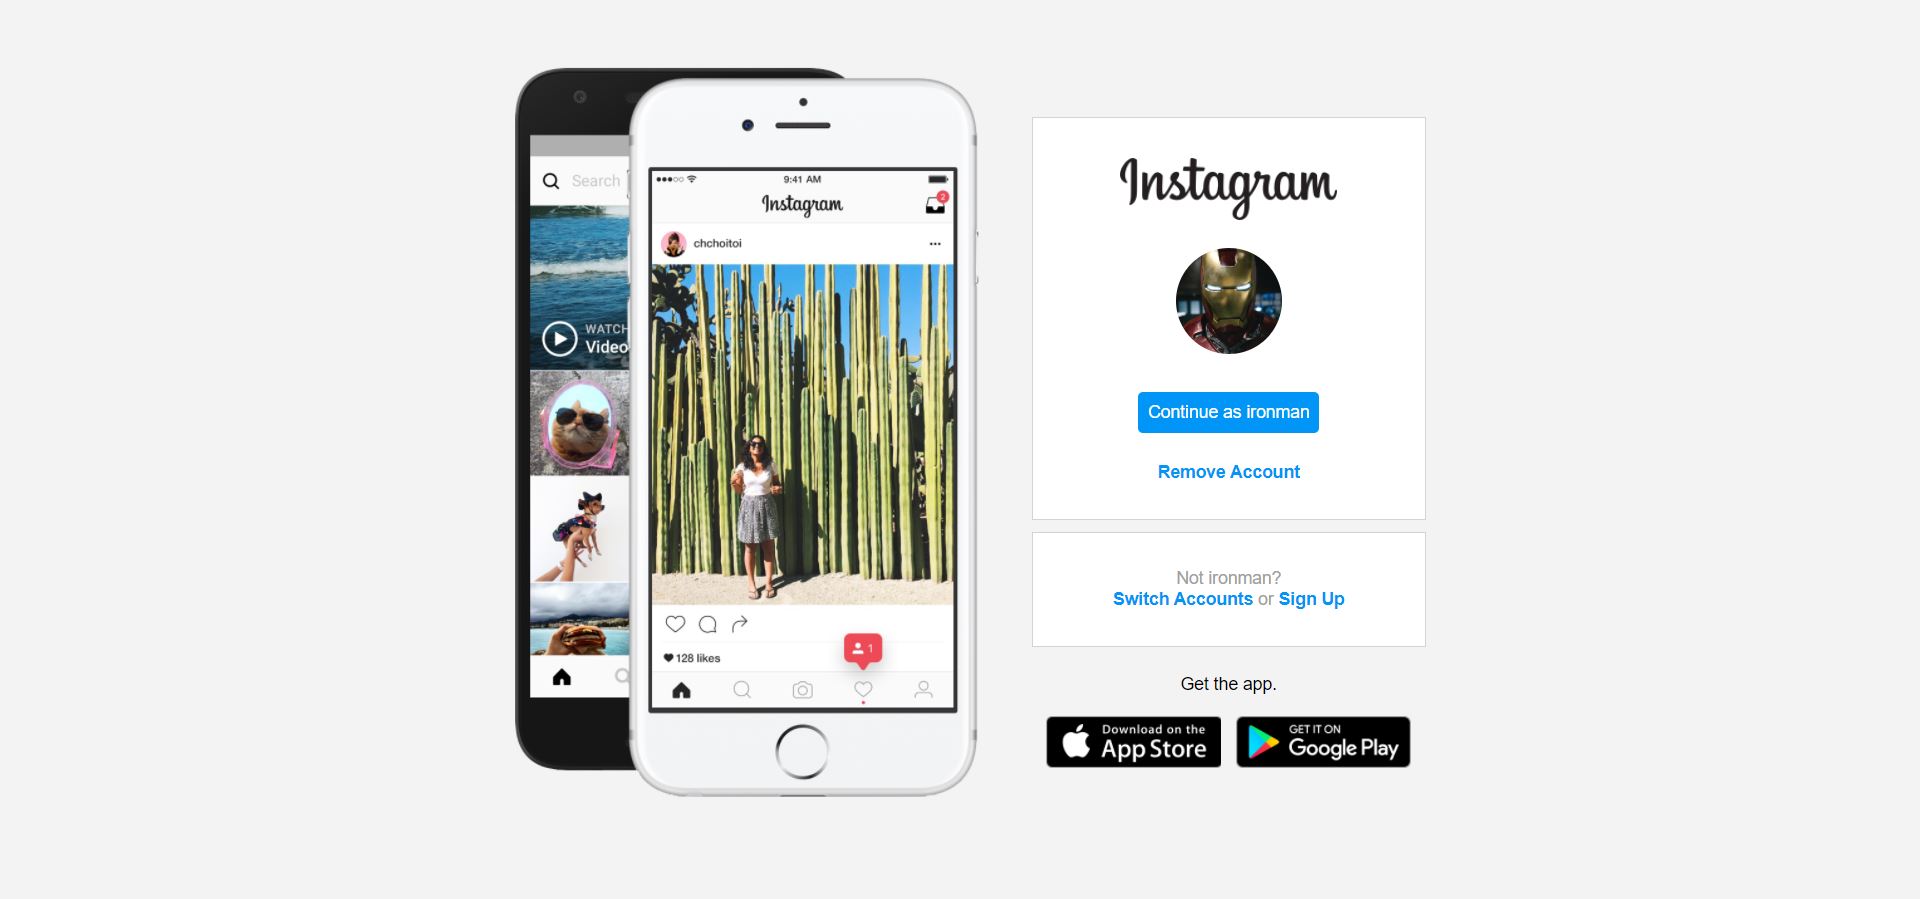 Search
WATCH
Video
9:41 AM
Instagram
2
chchoitoi
128 likes
1
Instagram
Continue as ironman
Remove Account
Not ironman?
Switch Accounts or Sign Up
Get the app.
Download on the
App Store
GET IT ON
Google Play